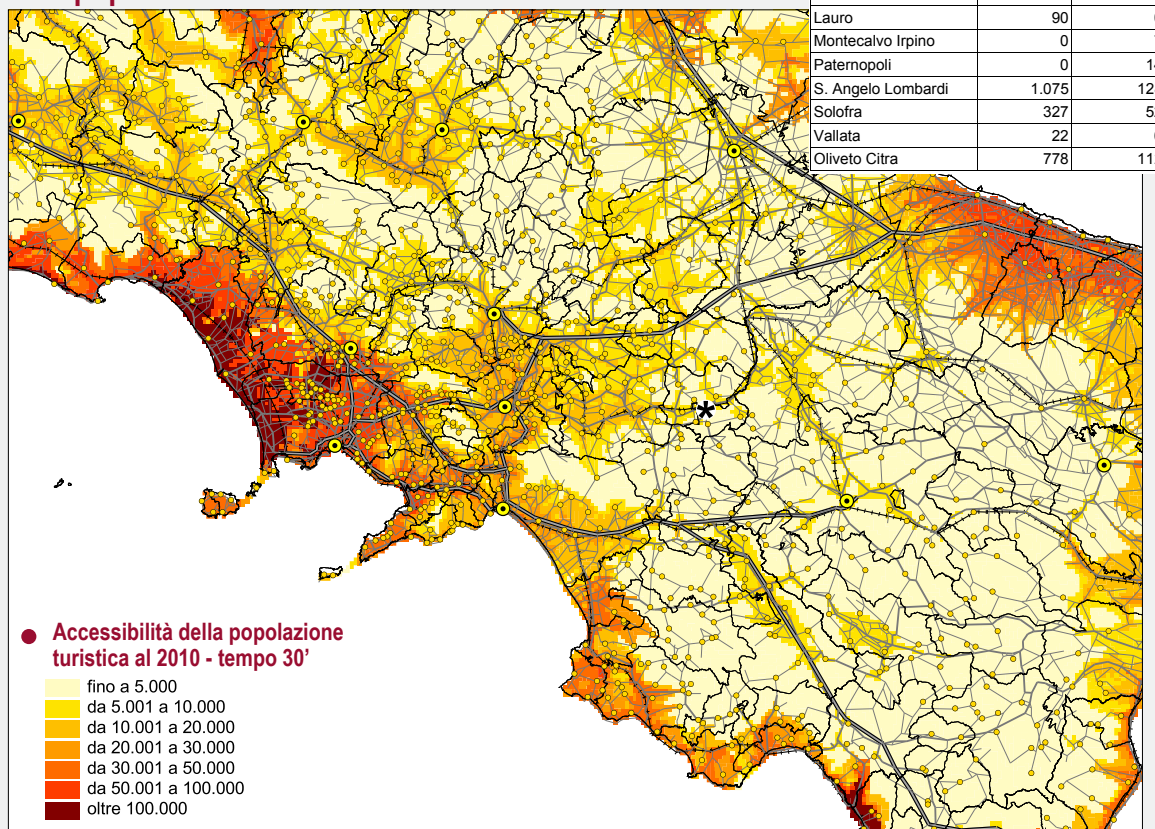 Lauro 90
Montecalvo Irpino 0
Paternopoli 0
S. Angelo Lombardi 1.075
Solofra 327
Vallata 22
Oliveto Citra 778
*
Accessibilità della popolazione
turistica al 2010 - tempo 30’
fino a 5.000
da 5.001 a 10.000
da 10.001 a 20.000
da 20.001 a 30.000
da 30.001 a 50.000
da 50.001 a 100.000
oltre 100.000